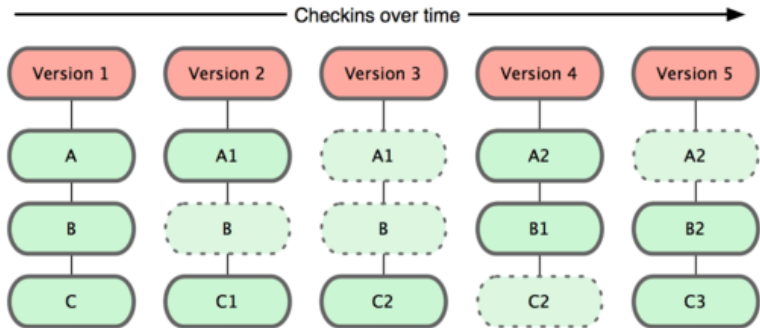 Checkins over time
Version 1 Version 2 Version 3 Version 4 Version 5
A A1 A1 A2 A2
B B B B1 B2
C C1 C2 C2 C3